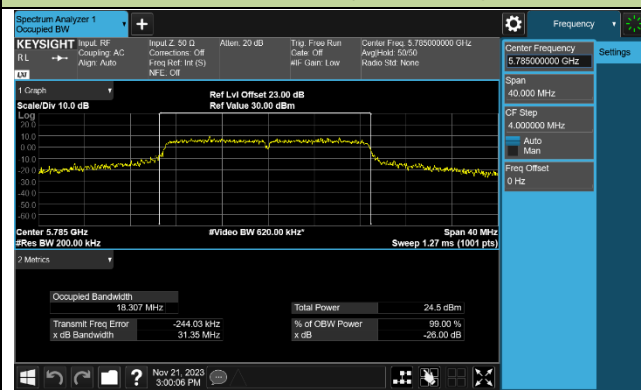 Spectrum Analyzer 1
Occupied BW
Frequency
KEYSIGHT
RL
LXI
Input: RF
Coupling: AC
Align: Auto
Input Z: 50 Ω
Corrections: Off
Freq Ref: Int (S)
NFE: Off
Atten: 20 dB
Trig: Free Run
Gate: Off
#IF Gain: Low
Center Freq: 5.785000000 GHz
Avg|Hold: 50/50
Radio Std: None
Center Frequency
5.785000000 GHz
Settings
Span
40.000 MHz
CF Step
4.000000 MHz
Auto
Man
Freq Offset
0 Hz
1 Graph
Scale/Div 10.0 dB
Ref Lvl Offset 23.00 dB
Ref Value 30.00 dBm
Log
20.0
10.0
0.00
-10.0
-20.0
-30.0
-40.0
-50.0
-60.0
Center 5.785 GHz
#Video BW 620.00 kHz*
Span 40 MHz
#Res BW 200.00 kHz
Sweep 1.27 ms (1001 pts)
2 Metrics
Occupied Bandwidth
18.307 MHz
Total Power
24.5 dBm
Transmit Freq Error
-244.03 kHz
% of OBW Power
99.00 %
x dB Bandwidth
31.35 MHz
x dB
-26.00 dB
?
Nov 21, 2023
3:00:06 PM